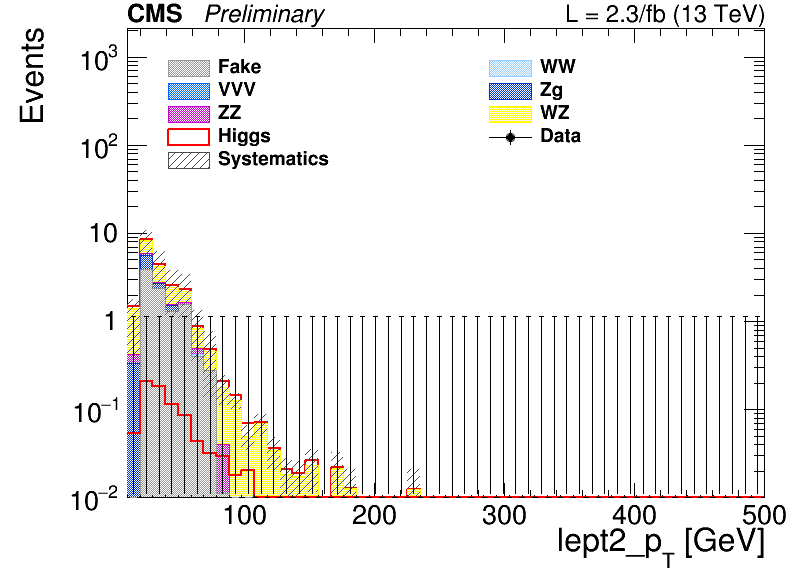 CMS Preliminary L = 2.3/fb (13 TeV)
Events
Fake WW
VVV Zg
ZZ WZ
Higgs Data
Systematics
10³
10²
10
1
10⁻¹
10⁻²
100 200 300 400 500
lept2_p_T [GeV]